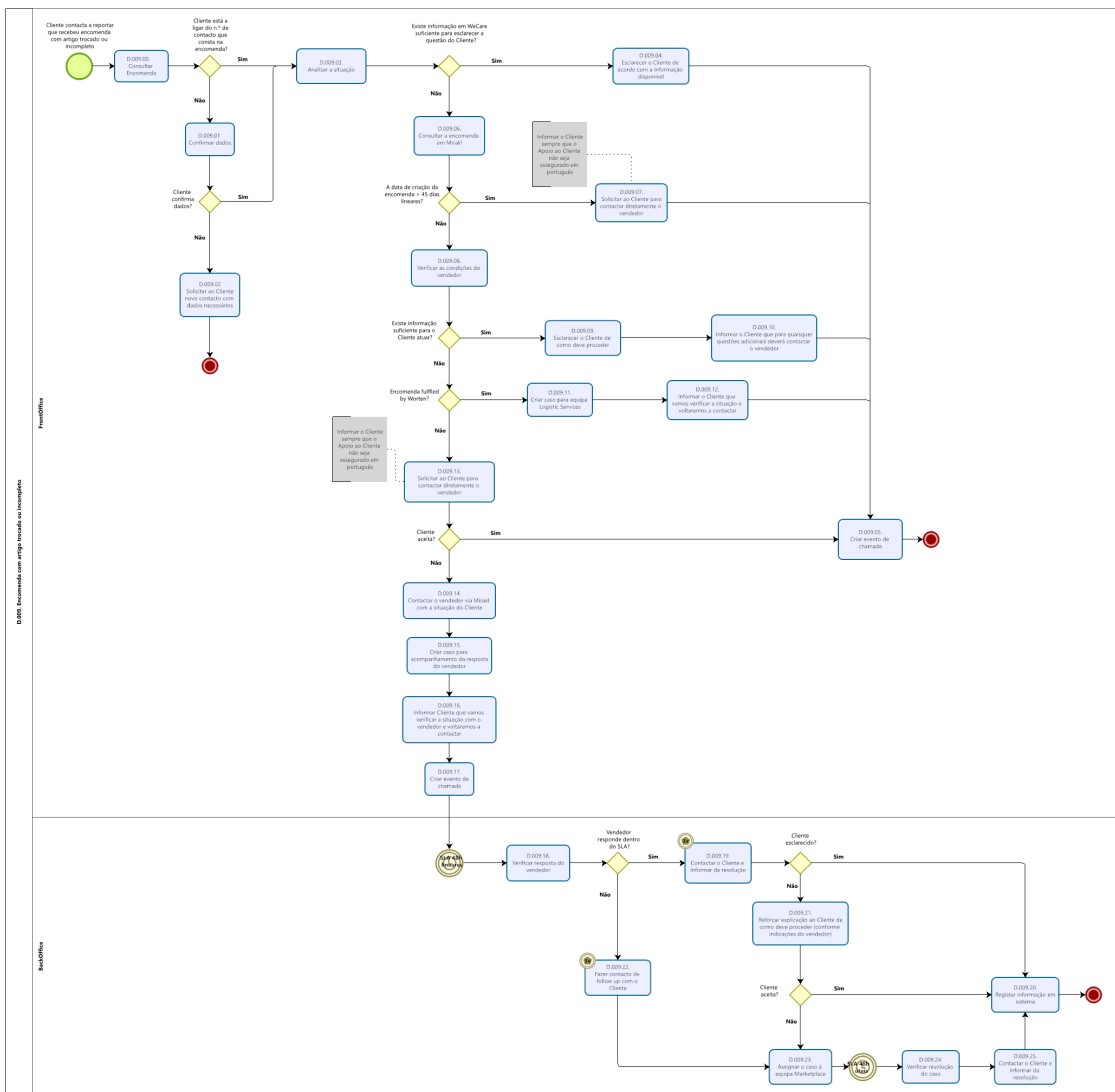 Cliente contacta a reportar
que recebeu encomenda
com artigo trocado ou
incompleto
D.009.00.
Consultar
Encomenda
Cliente está a
ligar do n.º de
contacto que
consta na
encomenda?
Sim
Não
D.009.01
Confirmar dados
Cliente
confirma
dados?
Sim
Não
D.009.02
Solicitar ao Cliente
novo contacto com
dados necessários
D.009.03.
Analisar a situação
Existe informação em WeCare
suficiente para esclarecer a
questão do Cliente?
Sim
Não
D.009.04.
Esclarecer o Cliente de
acordo com a informação
disponível
D.009.06.
Consultar a encomenda
em Mirakl
Informar o Cliente
sempre que o
Apoio ao Cliente
não seja
assegurado em
português
A data de criação da
encomenda > 45 dias
lineares?
Sim
Não
D.009.07.
Solicitar ao Cliente para
contactar diretamente o
vendedor
D.009.08.
Verificar as condições do
vendedor
Existe informação
suficiente para o
Cliente atuar?
Sim
Não
D.009.09.
Esclarecer o Cliente de
como deve proceder
D.009.10.
Informar o Cliente que para quaisquer
questões adicionais deverá contactar
o vendedor
Encomenda fulflled
by Worten?
Sim
Não
D.009.11.
Criar caso para equipa
Logistic Services
D.009.12.
Informar o Cliente que
vamos verificar a situação e
voltaremos a contactar
Informar o Cliente
sempre que o
Apoio ao Cliente
não seja
assegurado em
português
D.009.13.
Solicitar ao Cliente para
contactar diretamente o
vendedor
Cliente
aceita?
Sim
Não
D.009.05.
Criar evento de
chamada
D.009.14.
Contactar o vendedor via Mirakl
com a situação do Cliente
D.009.15.
Criar caso para
acompanhamento da resposta
do vendedor
D.009.16.
Informar Cliente que vamos
verificar a situação com o
vendedor e voltaremos a
contactar
D.009.17.
Criar evento de
chamada
FrontOffice
D.009. Encomenda com artigo trocado ou incompleto
BackOffice
lineares
D.009.18.
Verificar resposta do
vendedor
Vendedor
responde dentro
do SLA?
Sim
Não
D.009.19.
Contactar o Cliente e
informar da resolução
Cliente
esclarecido?
Sim
Não
D.009.21.
Reforçar explicação ao Cliente de
como deve proceder (conforme
indicações do vendedor)
D.009.22.
Fazer contacto de
follow up com o
Cliente
Cliente
aceita?
Sim
Não
D.009.20.
Registar informação em
sistema
D.009.23.
Assignar o caso à
equipa Marketplace
D.009.24.
Verificar resolução
do caso
D.009.25.
Contactar o Cliente e
informar da
resolução